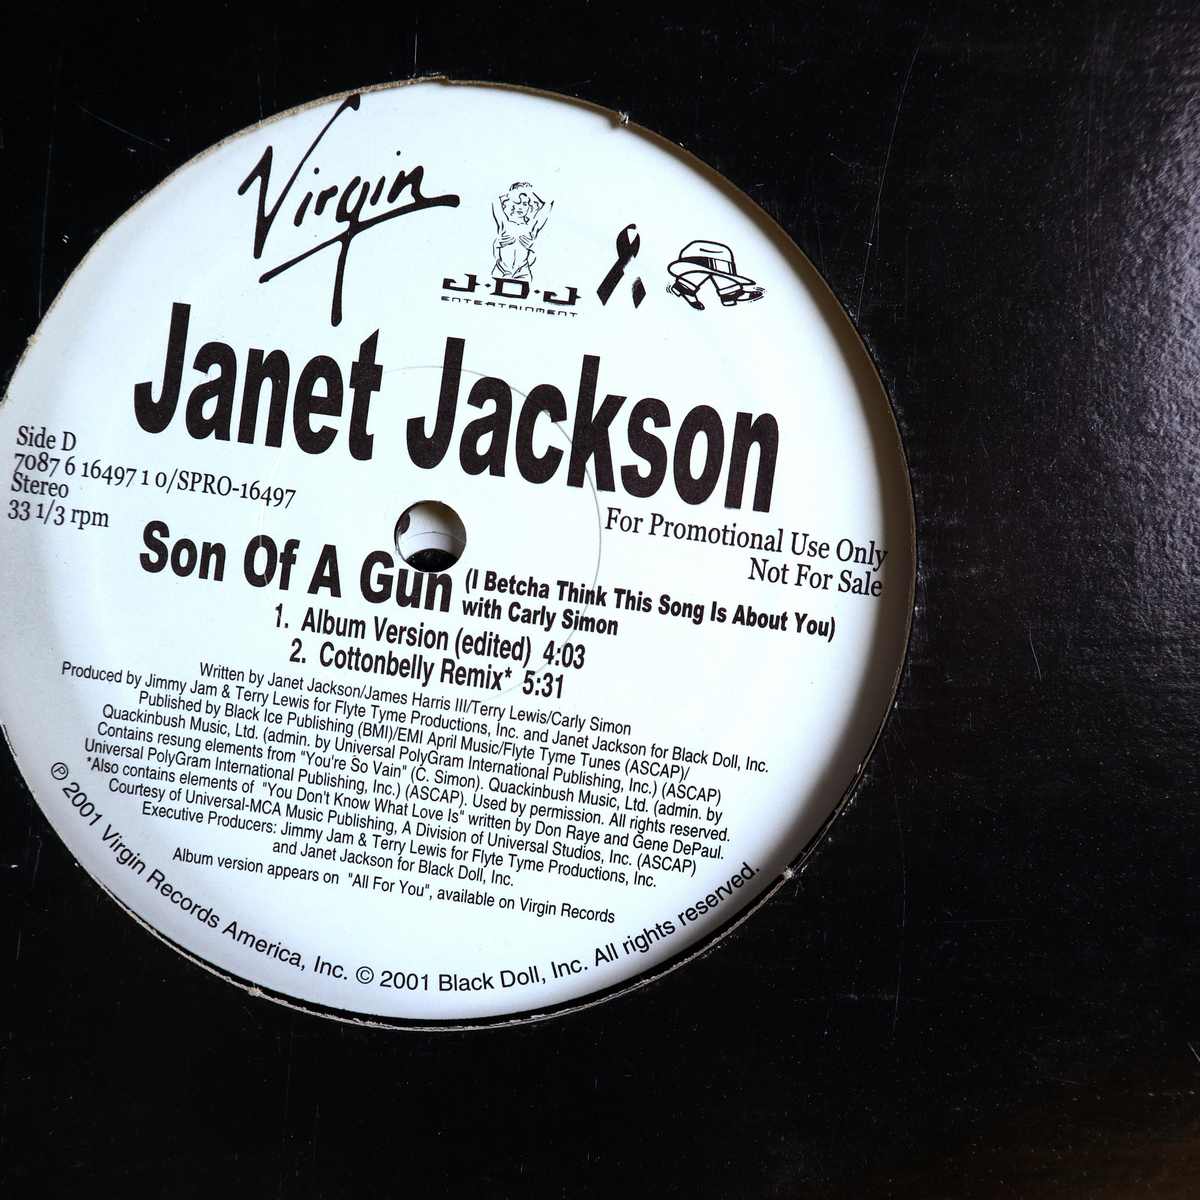 Virgin
J·D·J
ENTERTAINMENT
Janet Jackson
Side D
7087 6 16497 1 0/SPRO-16497
Stereo
33 1/3 rpm
For Promotional Use Only
Not For Sale
Son Of A Gun (I Betcha Think This Song Is About You)
with Carly Simon
1. Album Version (edited) 4:03
2. Cottonbelly Remix* 5:31
Written by Janet Jackson/James Harris III/Terry Lewis/Carly Simon
Produced by Jimmy Jam & Terry Lewis for Flyte Tyme Productions, Inc. and Janet Jackson for Black Doll, Inc.
Published by Black Ice Publishing (BMI)/EMI April Music/Flyte Tyme Tunes (ASCAP)/
Quackinbush Music, Ltd. (admin. by Universal PolyGram International Publishing, Inc.) (ASCAP)
Contains resung elements from "You're So Vain" (C. Simon). Quackinbush Music, Ltd. (admin. by
Universal PolyGram International Publishing, Inc.) (ASCAP). Used by permission. All rights reserved.
*Also contains elements of "You Don't Know What Love Is" written by Don Raye and Gene DePaul.
Courtesy of Universal-MCA Music Publishing, A Division of Universal Studios, Inc. (ASCAP)
Executive Producers: Jimmy Jam & Terry Lewis for Flyte Tyme Productions, Inc.
and Janet Jackson for Black Doll, Inc.
Album version appears on "All For You", available on Virgin Records
℗ 2001 Virgin Records America, Inc. © 2001 Black Doll, Inc. All rights reserved.